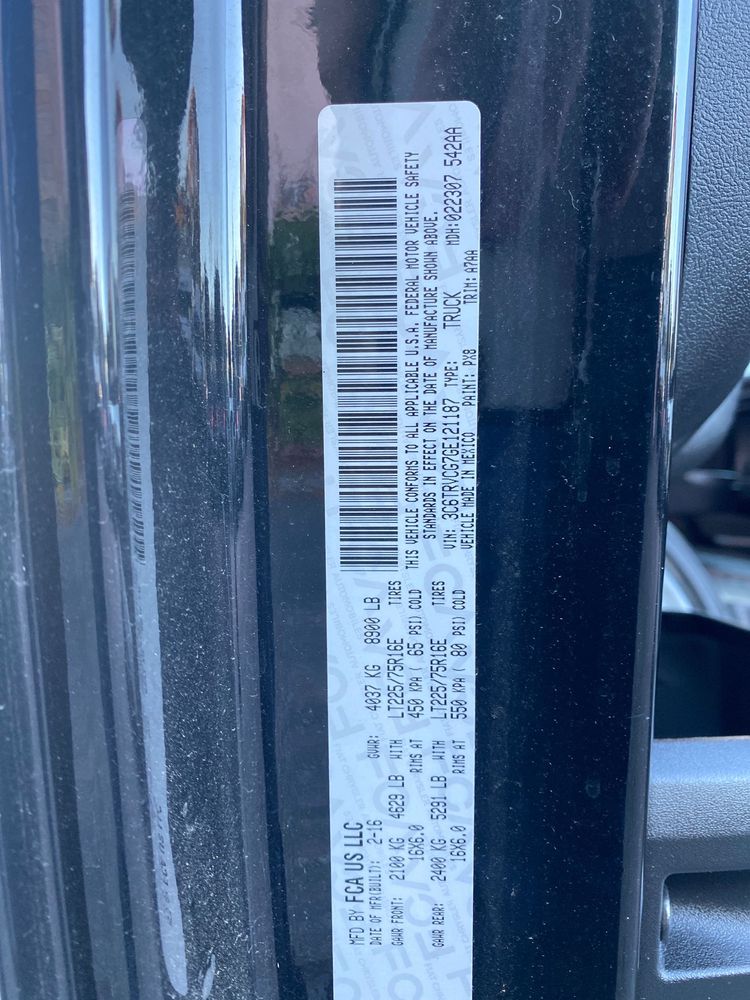 MFD BY FCA US LLC
DATE OF MFR(BUILT): 2-16 GVWR: 4037 KG 8900 LB
GAWR FRONT: 2100 KG 4629 LB WITH LT225/75R16E TIRES
16X6.0 RIMS AT 450 KPA ( 65 PSI) COLD
GAWR REAR: 2400 KG 5291 LB WITH LT225/75R16E TIRES
16X6.0 RIMS AT 550 KPA ( 80 PSI) COLD
THIS VEHICLE CONFORMS TO ALL APPLICABLE U.S.A. FEDERAL MOTOR VEHICLE SAFETY
STANDARDS IN EFFECT ON THE DATE OF MANUFACTURE SHOWN ABOVE.
VIN: 3C6TRVCG7GE121187 TYPE: TRUCK MDH:022307 542AA
VEHICLE MADE IN MEXICO PAINT: PX8 TRIM: A7AA